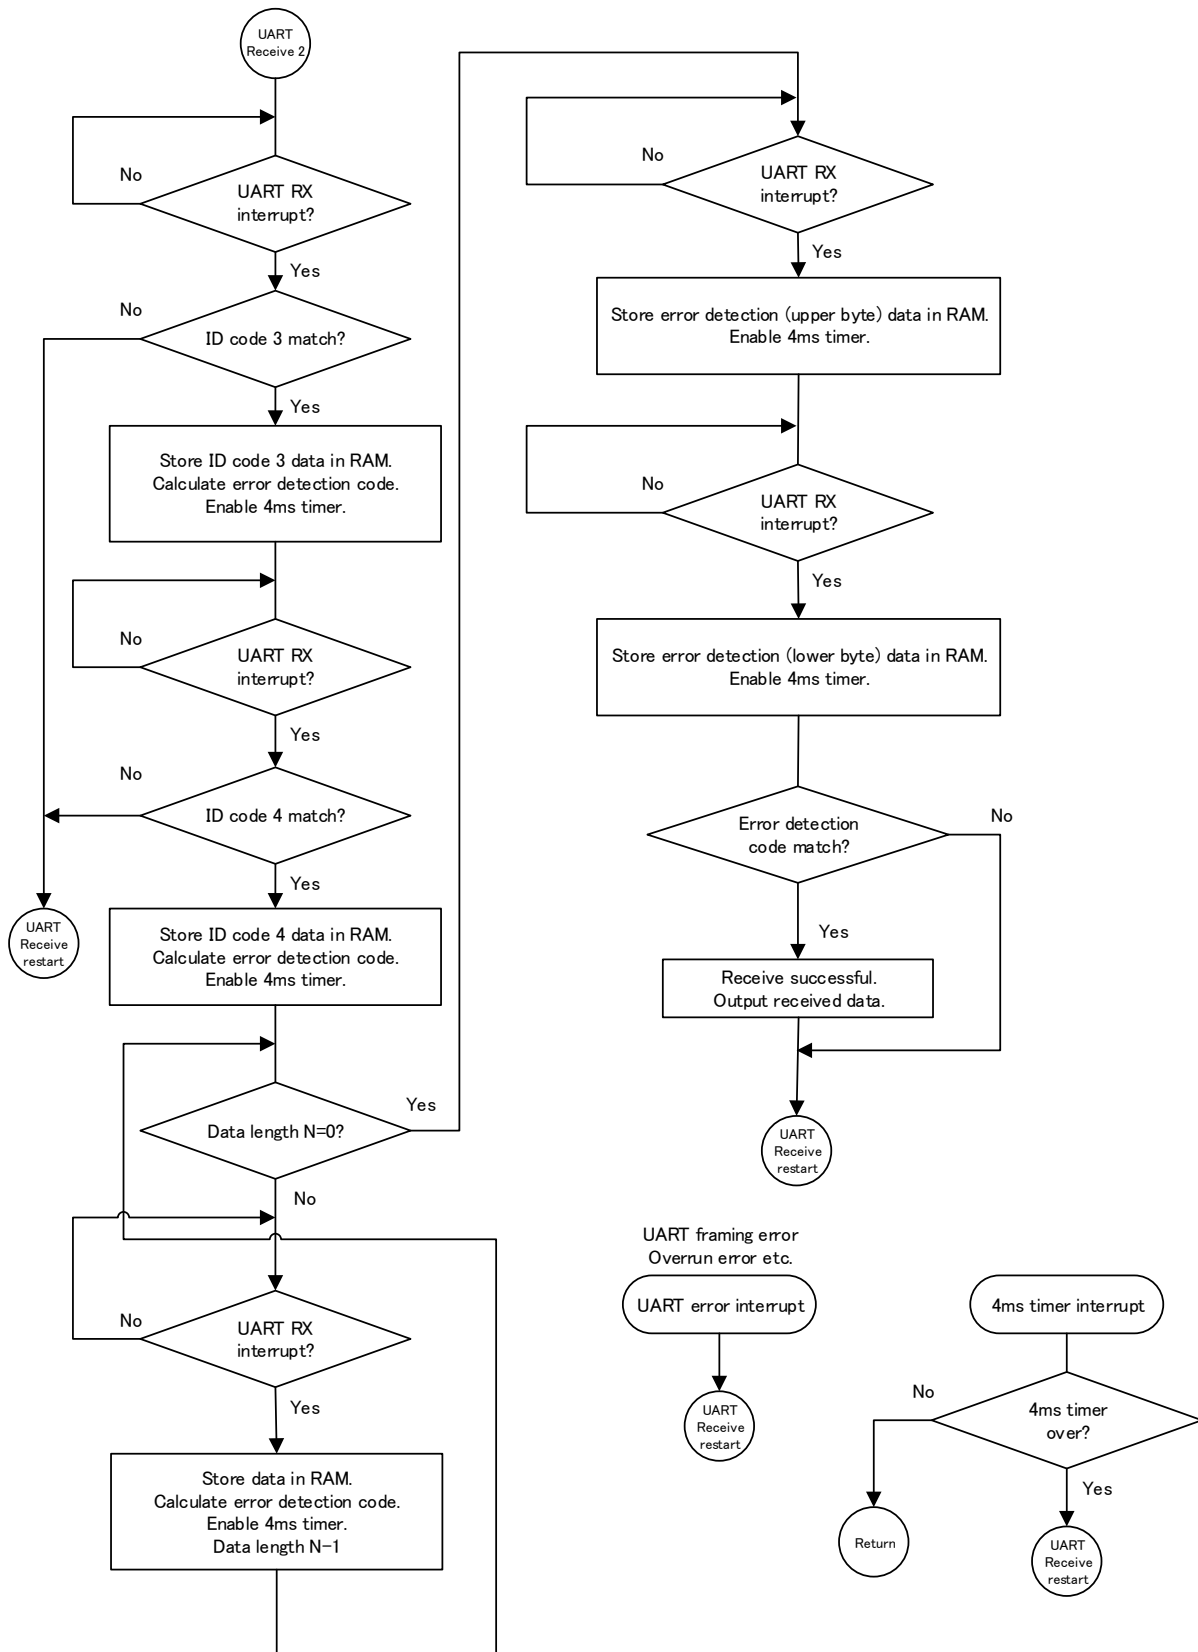 UART
Receive 2
No
UART RX
interrupt?
Yes
No
ID code 3 match?
Yes
Store ID code 3 data in RAM.
Calculate error detection code.
Enable 4ms timer.
No
UART RX
interrupt?
Yes
No
ID code 4 match?
Yes
UART
Receive
restart
Store ID code 4 data in RAM.
Calculate error detection code.
Enable 4ms timer.
Yes
Data length N=0?
No
No
UART RX
interrupt?
Yes
Store data in RAM.
Calculate error detection code.
Enable 4ms timer.
Data length N-1
No
UART RX
interrupt?
Yes
Store error detection (upper byte) data in RAM.
Enable 4ms timer.
No
UART RX
interrupt?
Yes
Store error detection (lower byte) data in RAM.
Enable 4ms timer.
Error detection
code match?
No
Yes
Receive successful.
Output received data.
UART
Receive
restart
UART framing error
Overrun error etc.
UART error interrupt
UART
Receive
restart
4ms timer interrupt
No
4ms timer
over?
Yes
Return
UART
Receive
restart